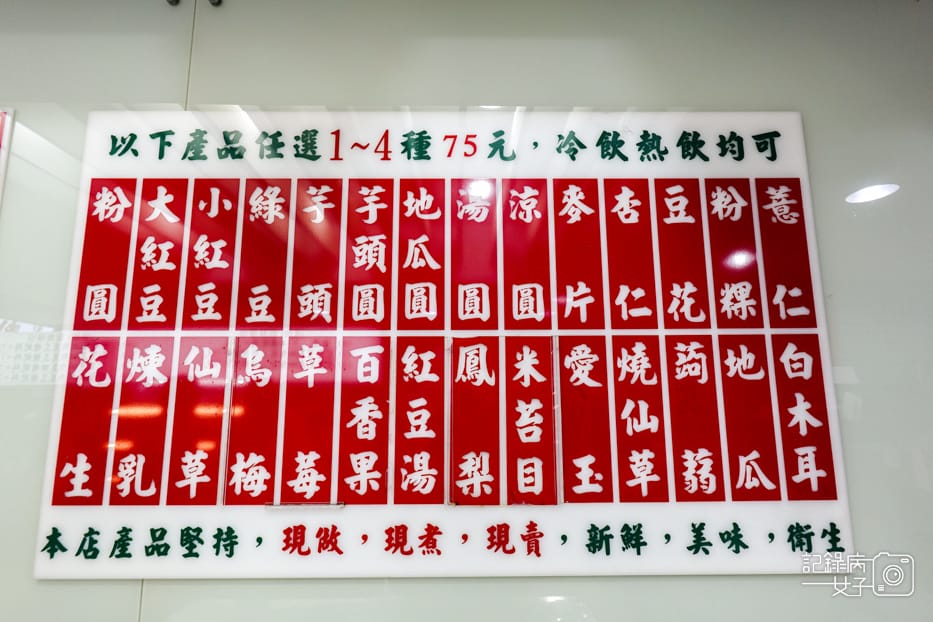 以下產品任選1~4種75元,冷飲熱飲均可
薏仁
粉粿
豆花
杏仁
麥片
涼圓
湯圓
地瓜圓
芋頭圓
芋頭
綠豆
小紅豆
大紅豆
粉圓
白木耳
地瓜
蒟蒻
燒仙草
愛玉
米苔目
鳳梨
紅豆湯
百香果
草莓
烏梅
仙草
煉乳
花生
本店產品堅持,現做,現煮,現賣,新鮮,美味,衛生
記錄病
女子